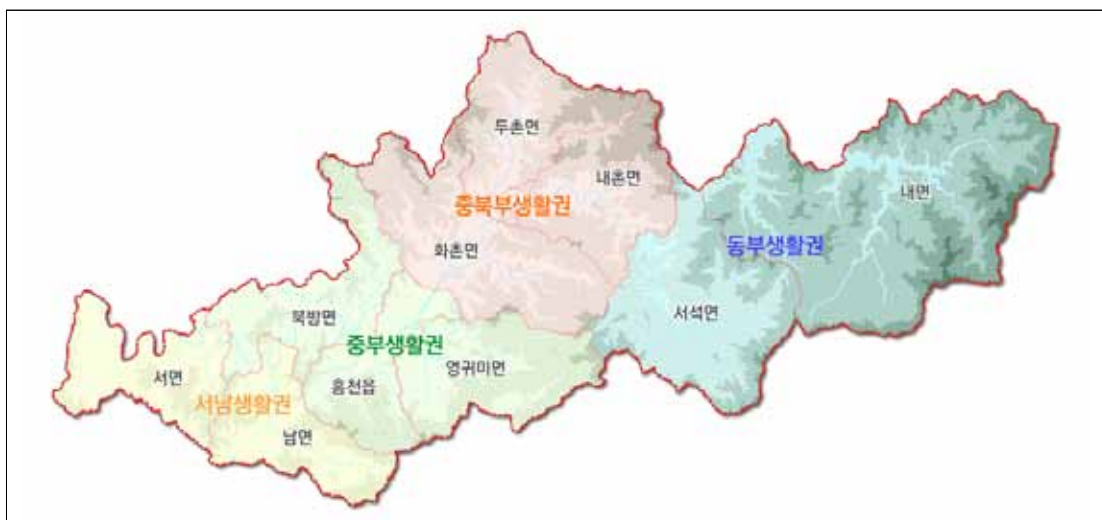 두촌면
내촌면
내면
중북부생활권
화촌면
동부생활권
서석면
북방면
중부생활권
영귀미면
서면
홍천읍
서남생활권
남면